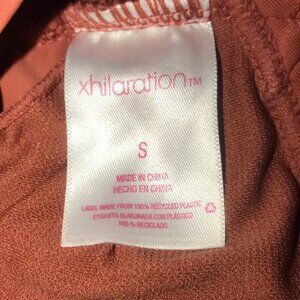 xhilaration™
S
MADE IN CHINA
HECHO EN CHINA
LABEL MADE FROM 100% RECYCLED PLASTIC
ETIQUETA ELABORADA CON PLÁSTICO
100 % RECICLADO